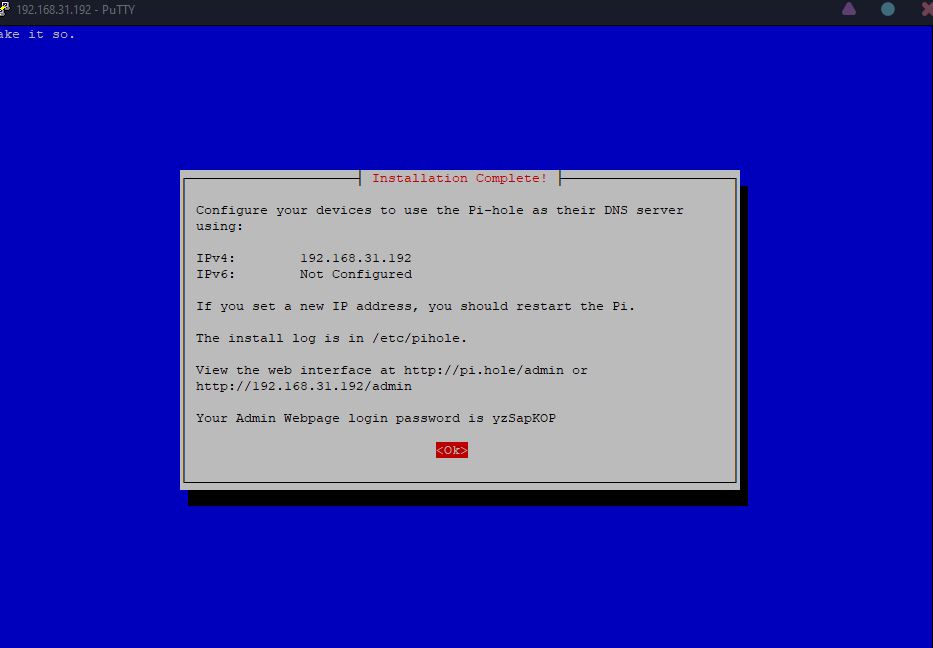 192.168.31.192 - PuTTY
ake it so.
Installation Complete!
Configure your devices to use the Pi-hole as their DNS server
using:
IPv4: 192.168.31.192
IPv6: Not Configured
If you set a new IP address, you should restart the Pi.
The install log is in /etc/pihole.
View the web interface at http://pi.hole/admin or
http://192.168.31.192/admin
Your Admin Webpage login password is yzSapKOP
<Ok>